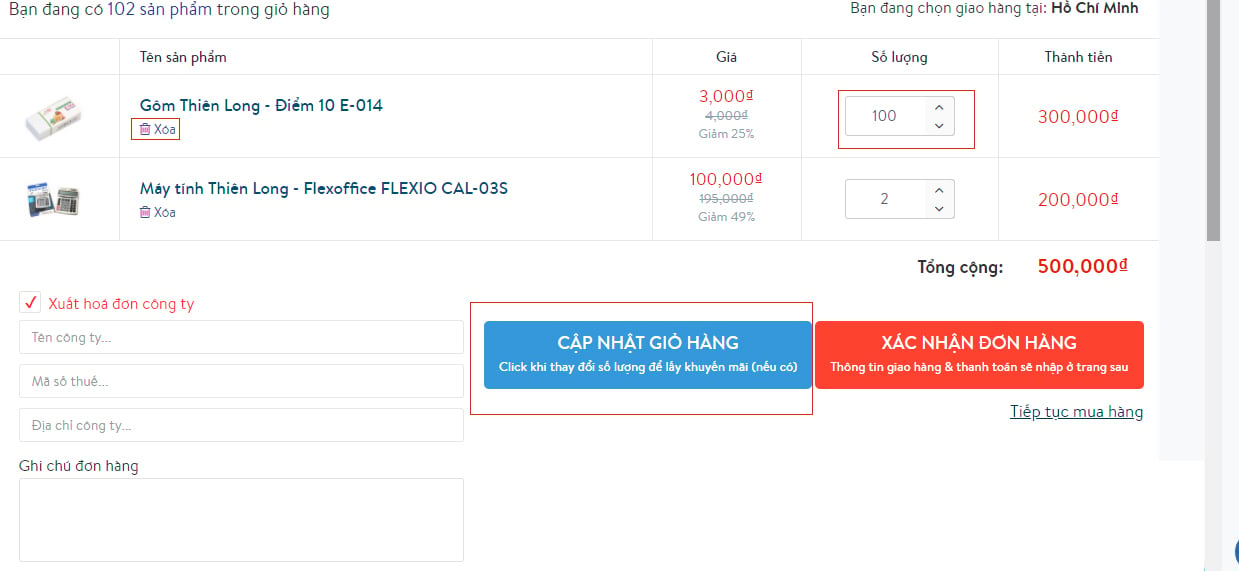 Bạn đang có 102 sản phẩm trong giỏ hàng
Bạn đang chọn giao hàng tại: Hồ Chí Minh
Tên sản phẩm
Giá
Số lượng
Thành tiền
Gôm Thiên Long - Điểm 10 E-014
Xóa
3,000₫
4,000₫
Giảm 25%
100
300,000₫
Máy tính Thiên Long - Flexoffice FLEXIO CAL-03S
Xóa
100,000₫
195,000₫
Giảm 49%
2
200,000₫
Tổng cộng: 500,000₫
Xuất hoá đơn công ty
Tên công ty...
Mã số thuế...
Địa chỉ công ty...
Ghi chú đơn hàng
CẬP NHẬT GIỎ HÀNG
Click khi thay đổi số lượng để lấy khuyến mãi (nếu có)
XÁC NHẬN ĐƠN HÀNG
Thông tin giao hàng & thanh toán sẽ nhập ở trang sau
Tiếp tục mua hàng